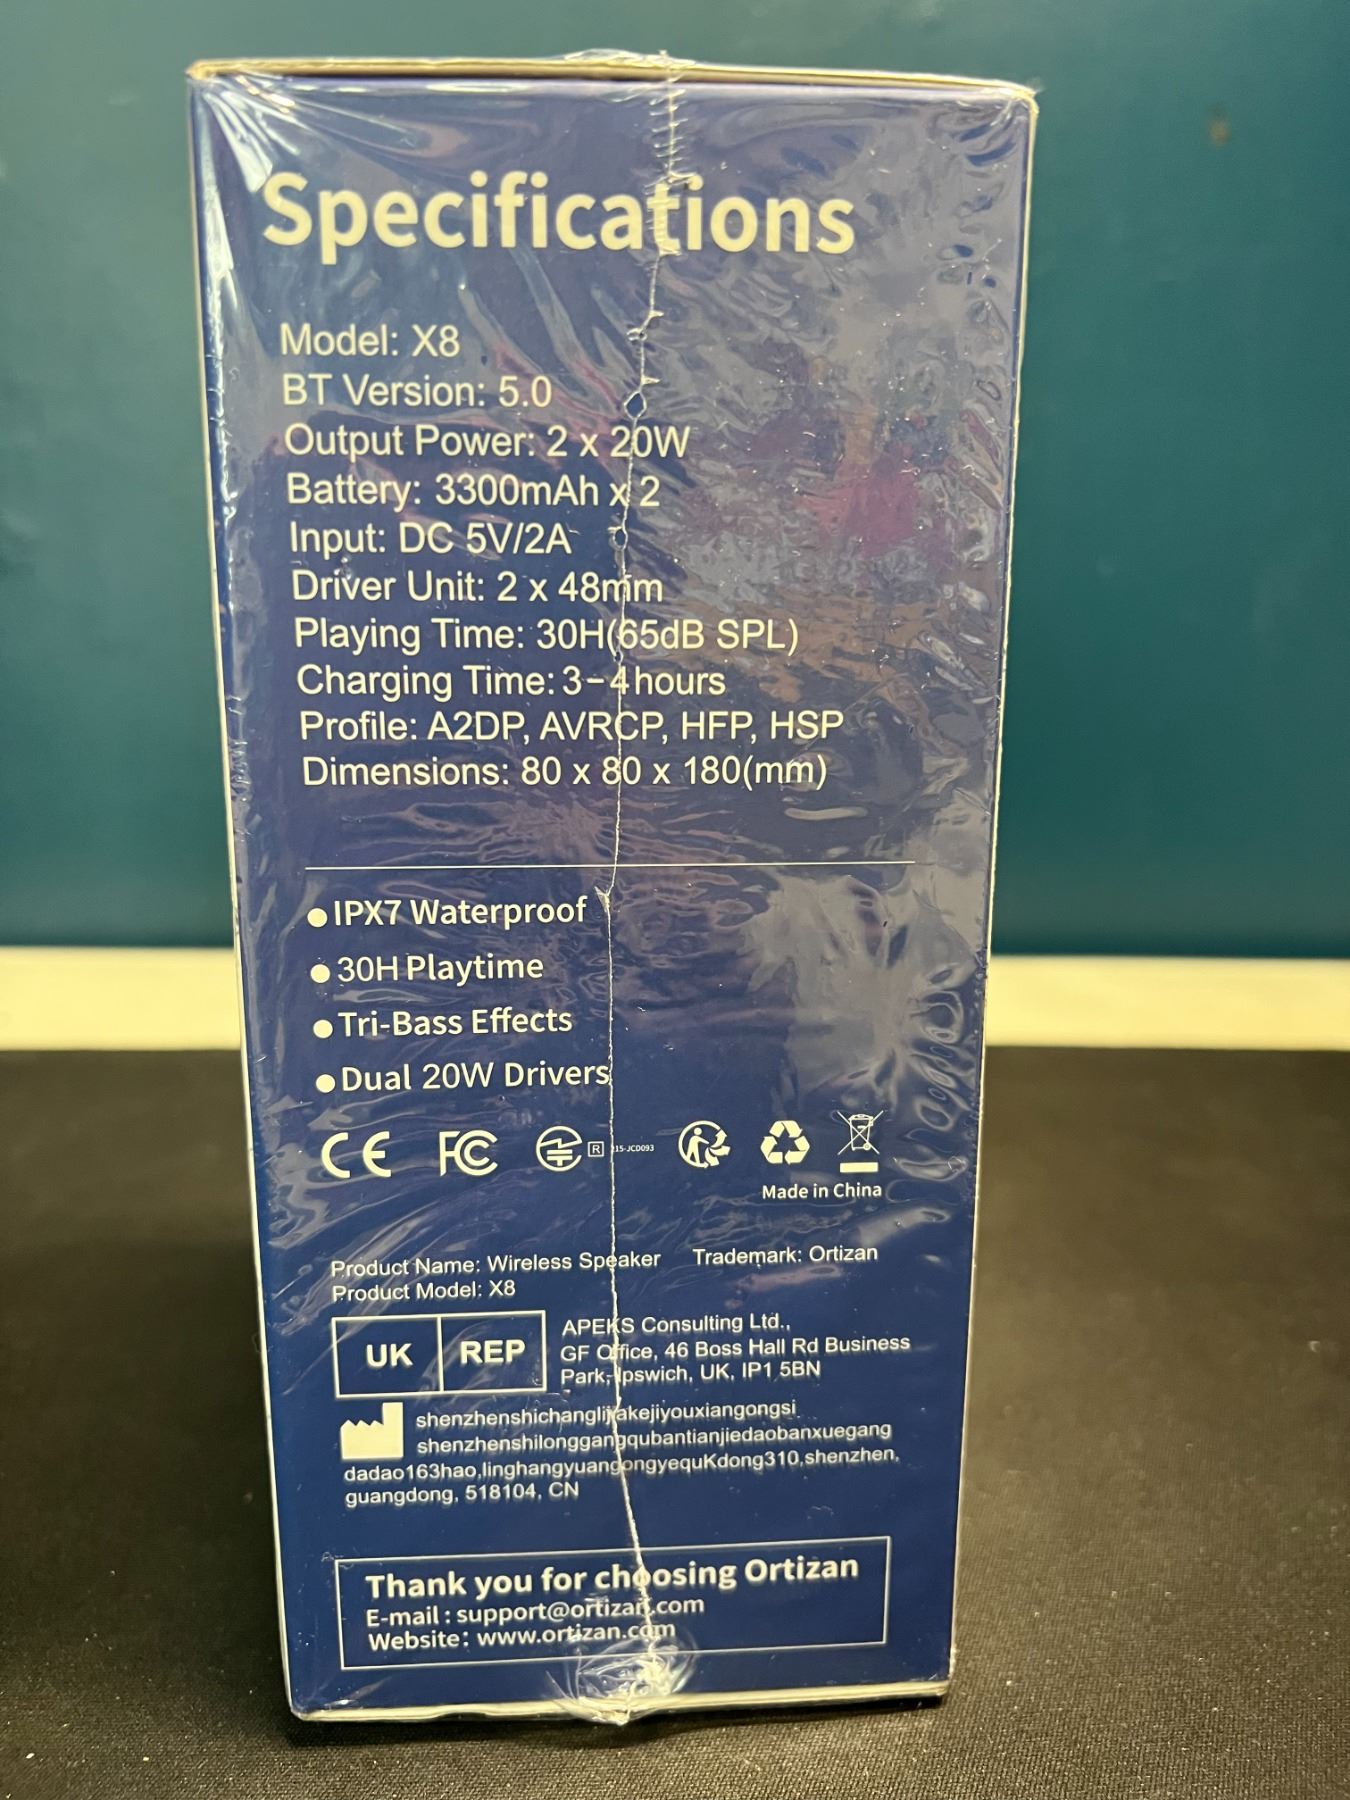 Specifications
Model: X8
BT Version: 5.0
Output Power: 2 x 20W
Battery: 3300mAh x 2
Input: DC 5V/2A
Driver Unit: 2 x 48mm
Playing Time: 30H(65dB SPL)
Charging Time: 3-4hours
Profile: A2DP, AVRCP, HFP, HSP
Dimensions: 80 x 80 x 180(mm)
●IPX7 Waterproof
●30H Playtime
●Tri-Bass Effects
●Dual 20W Drivers
CE FC R 215-JCD093
Made in China
Product Name: Wireless Speaker Trademark: Ortizan
Product Model: X8
UK REP
APEKS Consulting Ltd.,
GF Office, 46 Boss Hall Rd Business
Park, Ipswich, UK, IP1 5BN
shenzhenshichanglijiakejiyouxiangongsi
shenzhenshilonggangqubantianjiedaobanxuegang
dadao163hao,linghangyuangongyequKdong310,shenzhen,
guangdong, 518104, CN
Thank you for choosing Ortizan
E-mail : support@ortizan.com
Website: www.ortizan.com